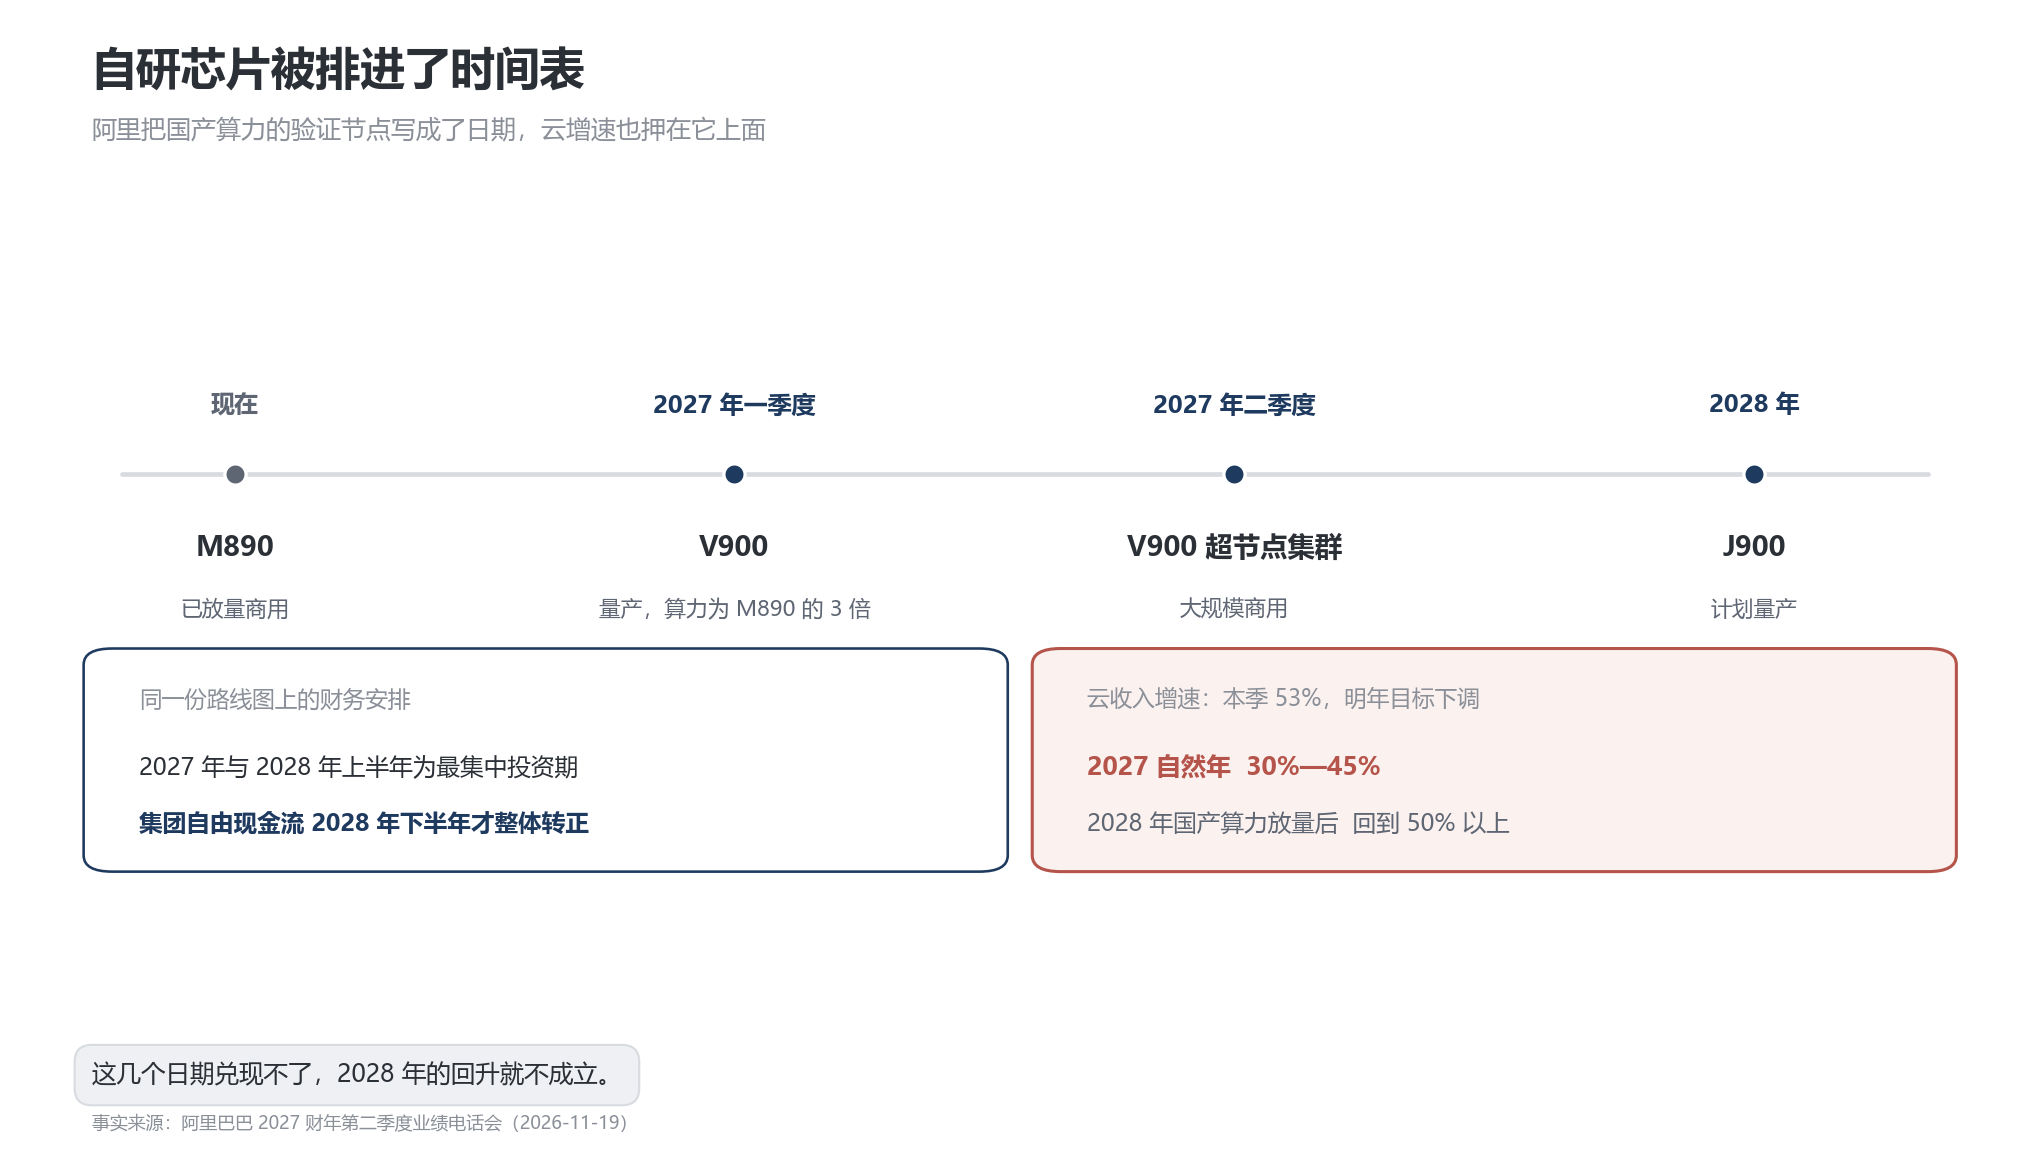 自研芯片被排进了时间表
阿里把国产算力的验证节点写成了日期，云增速也押在它上面
现在
2027 年一季度
2027 年二季度
2028 年
M890
V900
V900 超节点集群
J900
已放量商用
量产，算力为 M890 的 3 倍
大规模商用
计划量产
同一份路线图上的财务安排
2027 年与 2028 年上半年为最集中投资期
集团自由现金流 2028 年下半年才整体转正
云收入增速：本季 53%，明年目标下调
2027 自然年 30%—45%
2028 年国产算力放量后 回到 50% 以上
这几个日期兑现不了，2028 年的回升就不成立。
事实来源：阿里巴巴 2027 财年第二季度业绩电话会（2026-11-19）